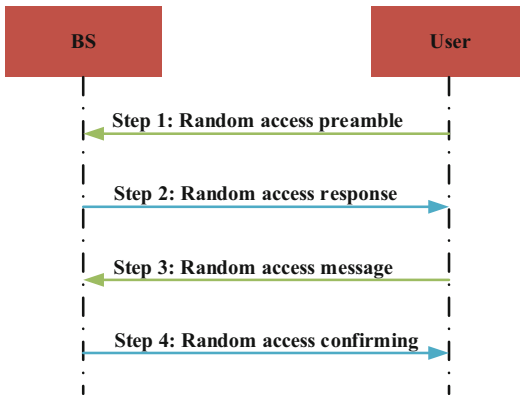 BS
User
Step 1: Random access preamble
Step 2: Random access response
Step 3: Random access message
Step 4: Random access confirming